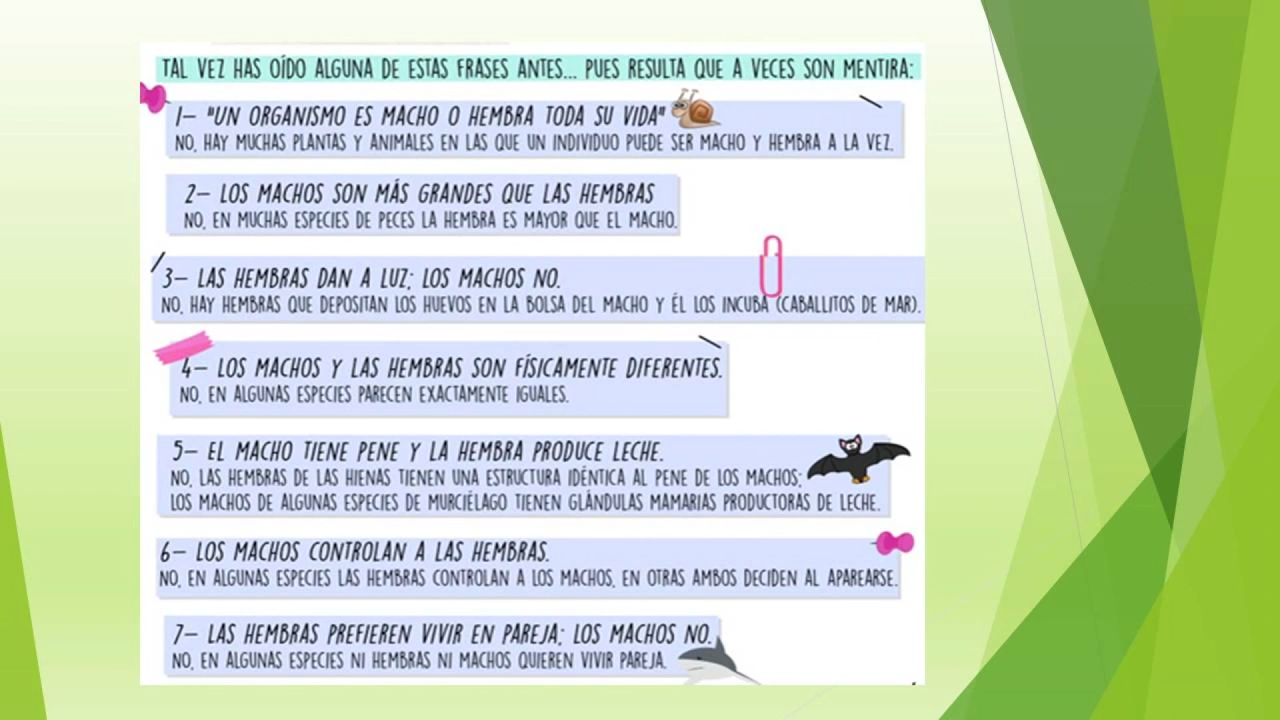 TAL VEZ HAS OÍDO ALGUNA DE ESTAS FRASES ANTES... PUES RESULTA QUE A VECES SON MENTIRA:
1- "UN ORGANISMO ES MACHO O HEMBRA TODA SU VIDA"
NO, HAY MUCHAS PLANTAS Y ANIMALES EN LAS QUE UN INDIVIDUO PUEDE SER MACHO Y HEMBRA A LA VEZ.
2- LOS MACHOS SON MÁS GRANDES QUE LAS HEMBRAS
NO, EN MUCHAS ESPECIES DE PECES LA HEMBRA ES MAYOR QUE EL MACHO.
3- LAS HEMBRAS DAN A LUZ; LOS MACHOS NO.
NO, HAY HEMBRAS QUE DEPOSITAN LOS HUEVOS EN LA BOLSA DEL MACHO Y ÉL LOS INCUBA (CABALLITOS DE MAR).
4- LOS MACHOS Y LAS HEMBRAS SON FÍSICAMENTE DIFERENTES.
NO, EN ALGUNAS ESPECIES PARECEN EXACTAMENTE IGUALES.
5- EL MACHO TIENE PENE Y LA HEMBRA PRODUCE LECHE.
NO, LAS HEMBRAS DE LAS HIENAS TIENEN UNA ESTRUCTURA IDÉNTICA AL PENE DE LOS MACHOS;
LOS MACHOS DE ALGUNAS ESPECIES DE MURCIÉLAGO TIENEN GLÁNDULAS MAMARIAS PRODUCTORAS DE LECHE.
6- LOS MACHOS CONTROLAN A LAS HEMBRAS.
NO, EN ALGUNAS ESPECIES LAS HEMBRAS CONTROLAN A LOS MACHOS, EN OTRAS AMBOS DECIDEN AL APAREARSE.
7- LAS HEMBRAS PREFIEREN VIVIR EN PAREJA; LOS MACHOS NO.
NO, EN ALGUNAS ESPECIES NI HEMBRAS NI MACHOS QUIEREN VIVIR PAREJA.